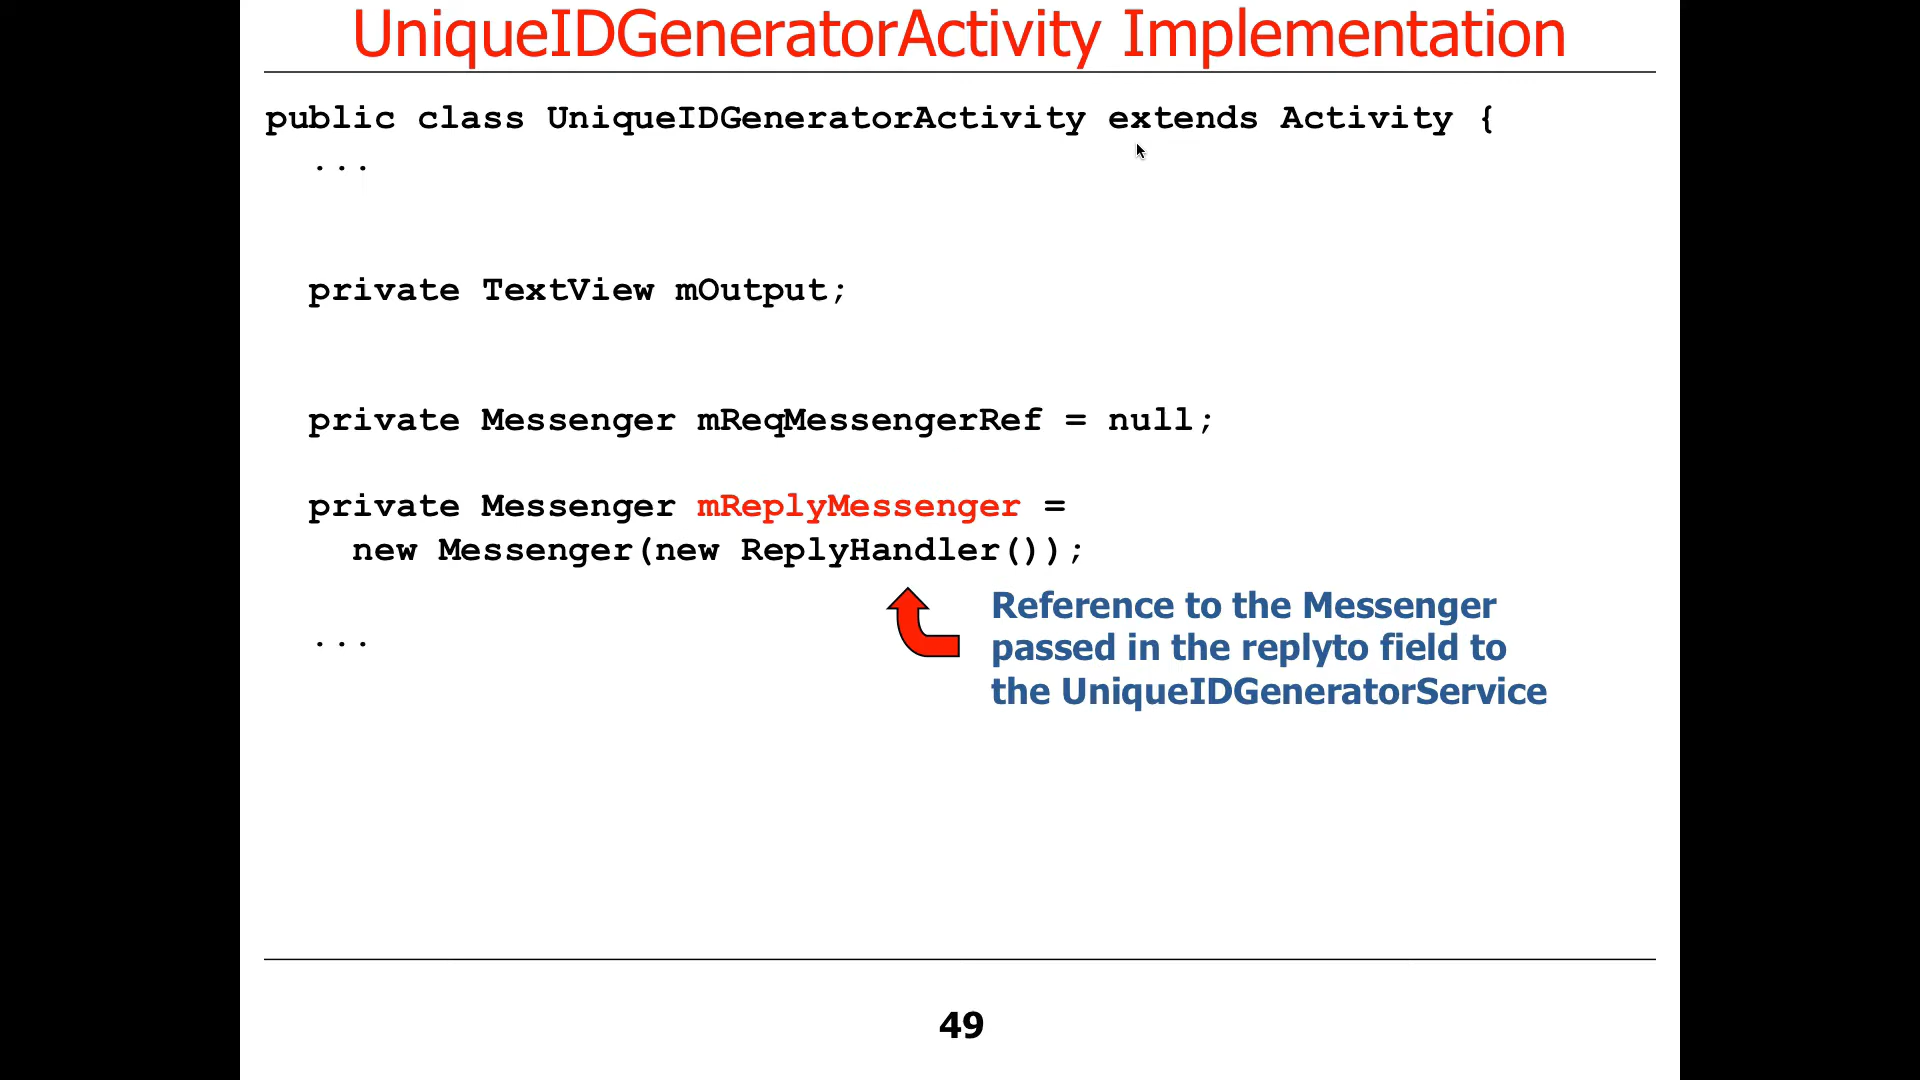 UniqueIDGeneratorActivity Implementation
public class UniqueIDGeneratorActivity extends Activity {
...
private TextView mOutput;
private Messenger mReqMessengerRef = null;
private Messenger mReplyMessenger =
new Messenger(new ReplyHandler());
Reference to the Messenger
passed in the replyto field to
the UniqueIDGeneratorService
...
49